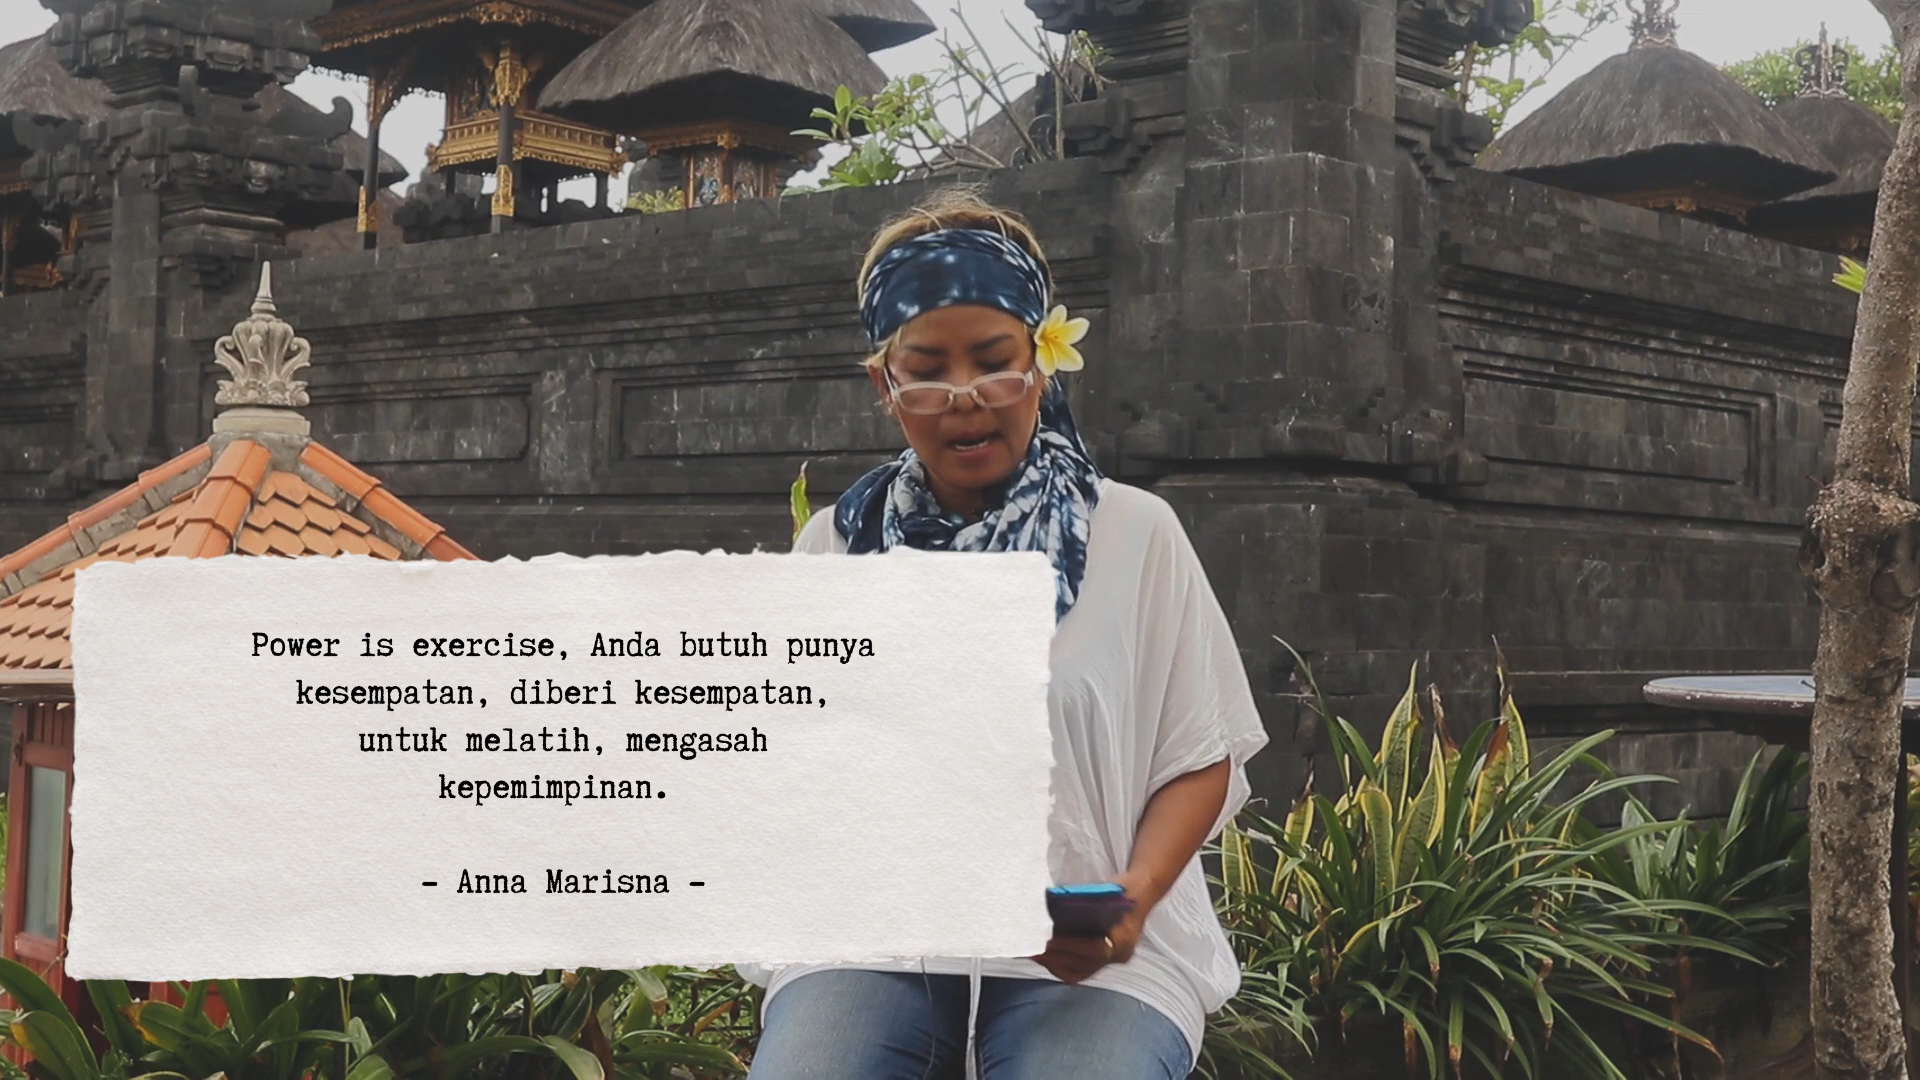 Power is exercise, Anda butuh punya
kesempatan, diberi kesempatan,
untuk melatih, mengasah
kepemimpinan.
- Anna Marisna -